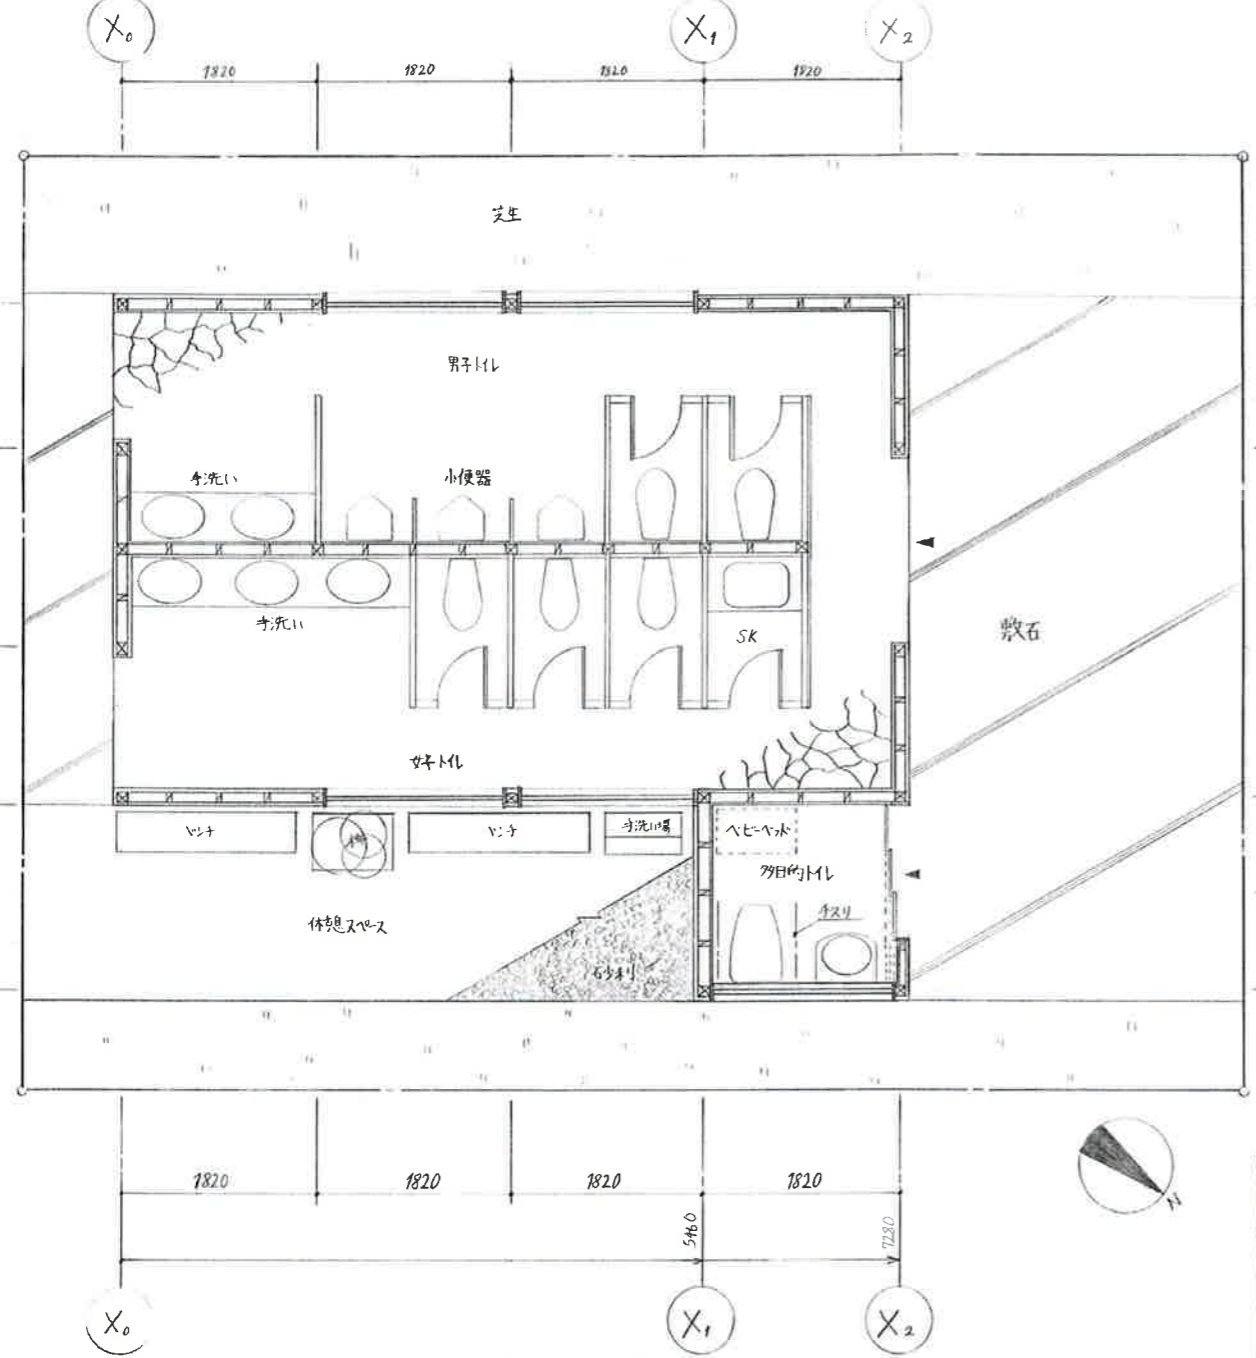 X₀
X₁
X₂
1820
1820
1820
1820
芝生
男子トイレ
手洗い
小便器
手洗い
SK
敷石
女子トイレ
ベンチ
ベンチ
手洗い場
ベビーベッド
多目的トイレ
手スリ
休憩スペース
砂利
1820
1820
1820
1820
5460
7280
N
X₀
X₁
X₂